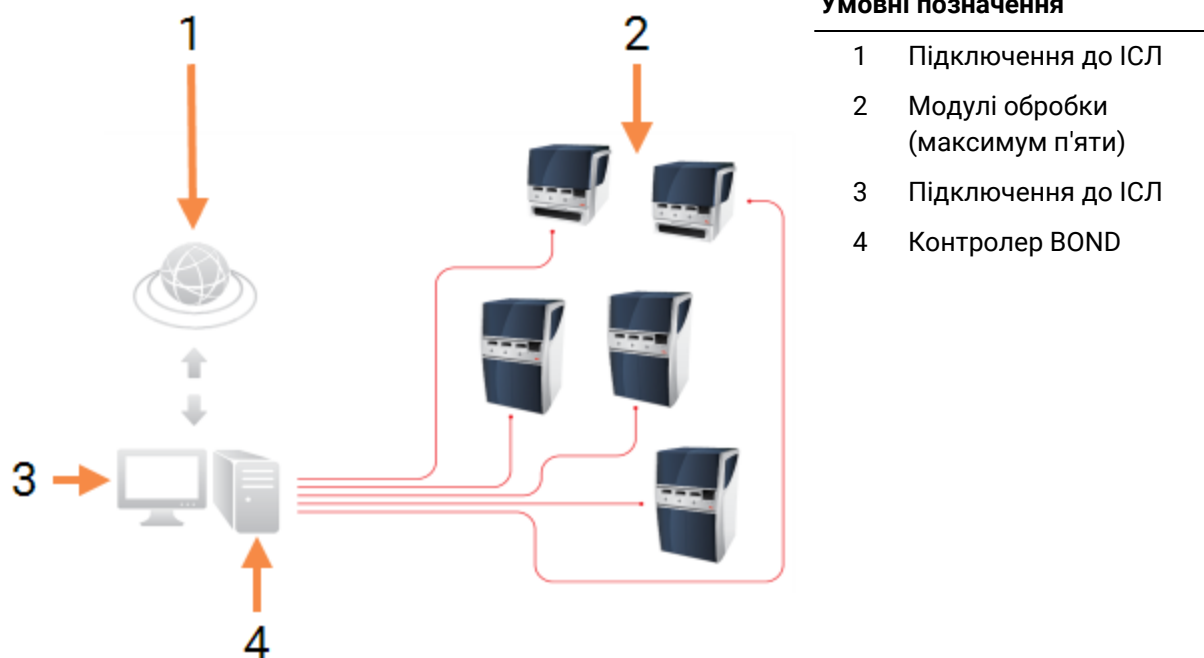 Умовні позначення
1
2
1 Підключення до ІСЛ
2 Модулі обробки
(максимум п'яти)
3 Підключення до ІСЛ
4 Контролер BOND
3
4